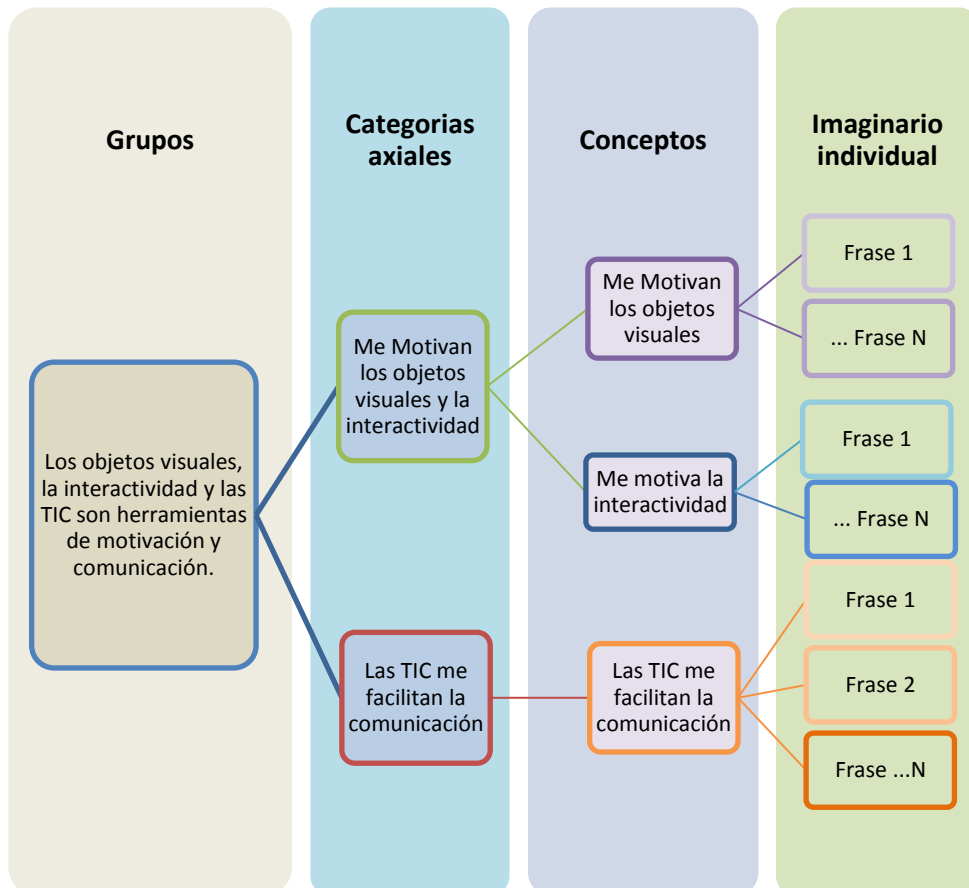 Grupos
Categorias
axiales
Conceptos
Imaginario
individual
Los objetos visuales,
la interactividad y las
TIC son herramientas
de motivación y
comunicación.
Me Motivan
los objetos
visuales y la
interactividad
Las TIC me
facilitan la
comunicación
Me Motivan
los objetos
visuales
Me motiva la
interactividad
Las TIC me
facilitan la
comunicación
Frase 1
... Frase N
Frase 1
... Frase N
Frase 1
Frase 2
Frase ...N